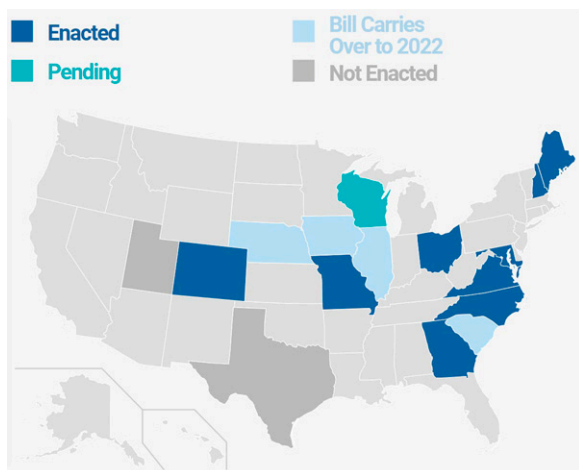 Enacted
Bill Carries
Over to 2022
Pending
Not Enacted